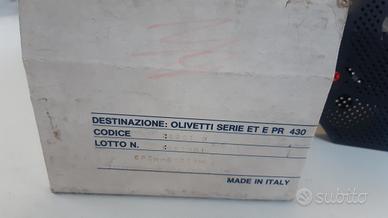 DESTINAZIONE: OLIVETTI SERIE ET E PR 430
CODICE
LOTTO N.
MADE IN ITALY
subito